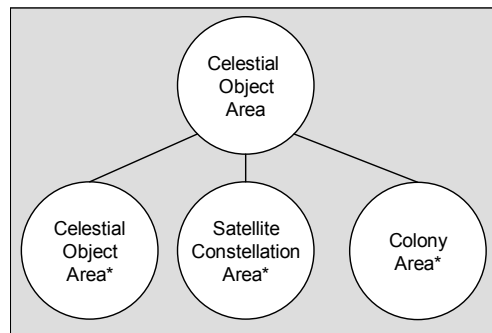 Celestial
Object
Area
Celestial
Object
Area*
Satellite
Constellation
Area*
Colony
Area*